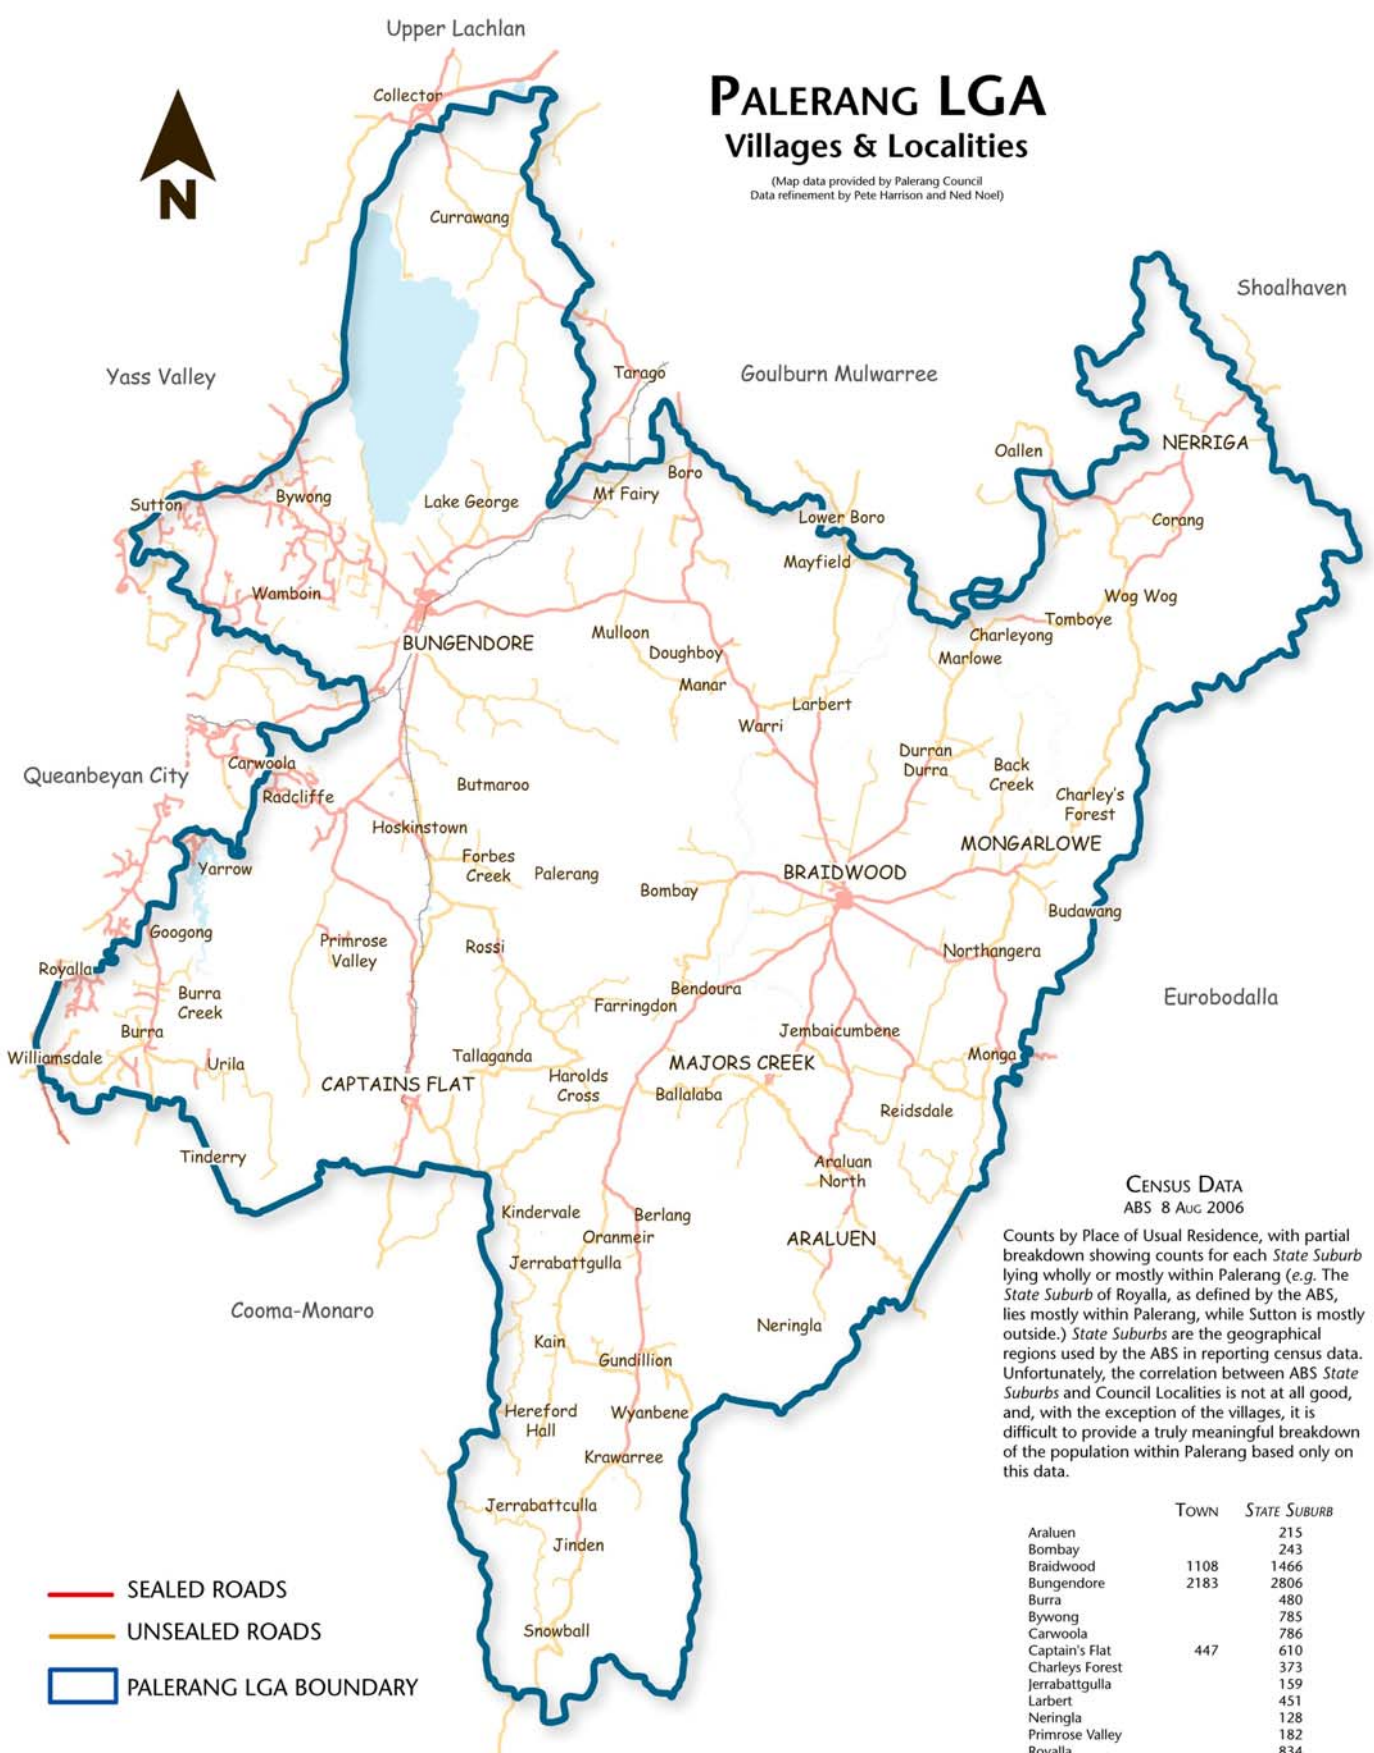 Upper Lachlan
Collector
PALERANG LGA
Villages & Localities
(Map data provided by Palerang Council
Data refinement by Pete Harrison and Ned Noel)
N
Currawang
Shoalhaven
Yass Valley
Tarago
Goulburn Mulwarree
NERRIGA
Oallen
Boro
Mt Fairy
Bywong
Lake George
Sutton
Lower Boro
Corang
Mayfield
Wamboin
Wog Wog
Tomboye
Mulloon
Charleyong
BUNGENDORE
Doughboy
Marlowe
Manar
Larbert
Warri
Durran
Durra
Back
Creek
Carwoola
Queanbeyan City
Butmaroo
Radcliffe
Charley's
Forest
Hoskinstown
MONGARLOWE
Forbes
Creek
Palerang
BRAIDWOOD
Yarrow
Bombay
Budawang
Googong
Primrose
Valley
Rossi
Northangera
Royalla
Bendoura
Burra
Creek
Farringdon
Eurobodalla
Burra
Jembaicumbene
Williamsdale
Urila
Tallaganda
MAJORS CREEK
Monga
CAPTAINS FLAT
Harolds
Cross
Ballalaba
Reidsdale
Tinderry
Araluan
North
Kindervale
Berlang
Oranmeir
ARALUEN
Jerrabattgulla
Cooma-Monaro
Neringla
Kain
Gundillion
Hereford
Hall
Wyanbene
Krawarree
Jerrabattculla
Jinden
Snowball
SEALED ROADS
UNSEALED ROADS
PALERANG LGA BOUNDARY
CENSUS DATA
ABS 8 AUG 2006
Counts by Place of Usual Residence, with partial
breakdown showing counts for each State Suburb
lying wholly or mostly within Palerang (e.g. The
State Suburb of Royalla, as defined by the ABS,
lies mostly within Palerang, while Sutton is mostly
outside.) State Suburbs are the geographical
regions used by the ABS in reporting census data.
Unfortunately, the correlation between ABS State
Suburbs and Council Localities is not at all good,
and, with the exception of the villages, it is
difficult to provide a truly meaningful breakdown
of the population within Palerang based only on
this data.
TOWN STATE SUBURB
Araluen 215
Bombay 243
Braidwood 1108 1466
Bungendore 2183 2806
Burra 480
Bywong 785
Carwoola 786
Captain's Flat 447 610
Charleys Forest 373
Jerrabattgulla 159
Larbert 451
Neringla 128
Primrose Valley 182
Royalla 834